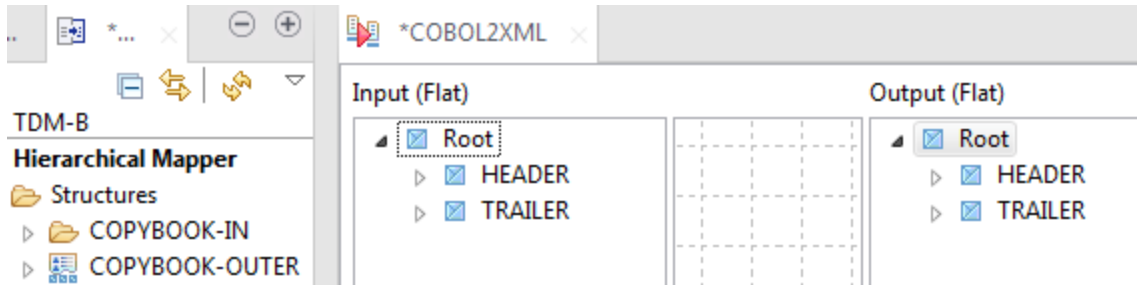 .. *...
TDM-B
Hierarchical Mapper
Structures
COPYBOOK-IN
COPYBOOK-OUTER
*COBOL2XML
Input (Flat)
Root
HEADER
TRAILER
Output (Flat)
Root
HEADER
TRAILER